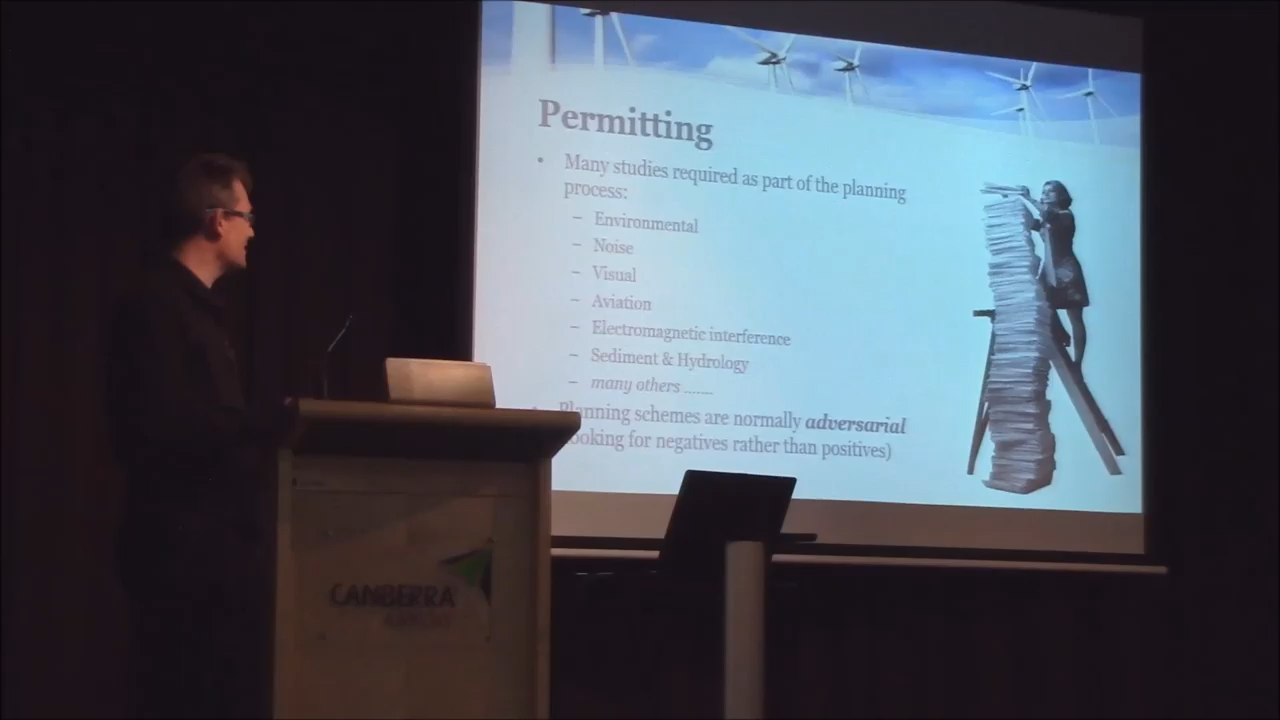 Permitting
• Many studies required as part of the planning
process:
– Environmental
– Noise
– Visual
– Aviation
– Electromagnetic interference
– Sediment & Hydrology
– many others .......
Planning schemes are normally adversarial
looking for negatives rather than positives)
CANBERRA